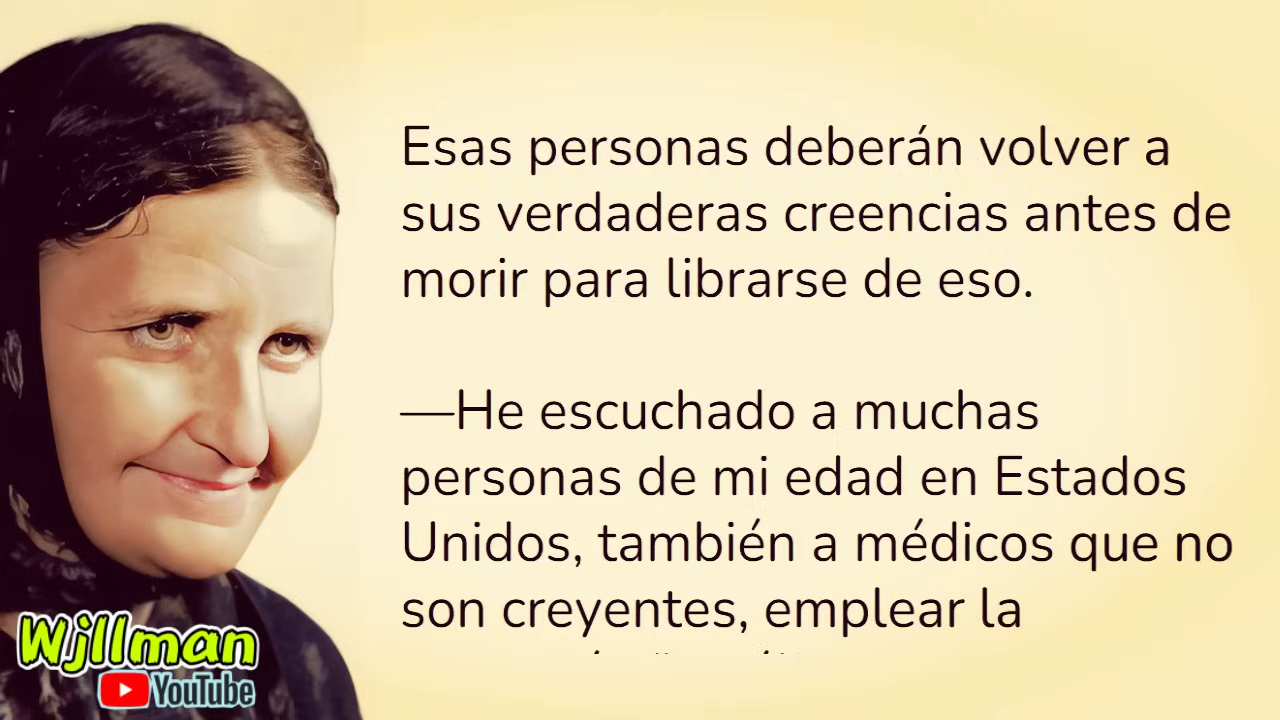 Esas personas deberán volver a
sus verdaderas creencias antes de
morir para librarse de eso.
—He escuchado a muchas
personas de mi edad en Estados
Unidos, también a médicos que no
son creyentes, emplear la
Wjllman
YouTube